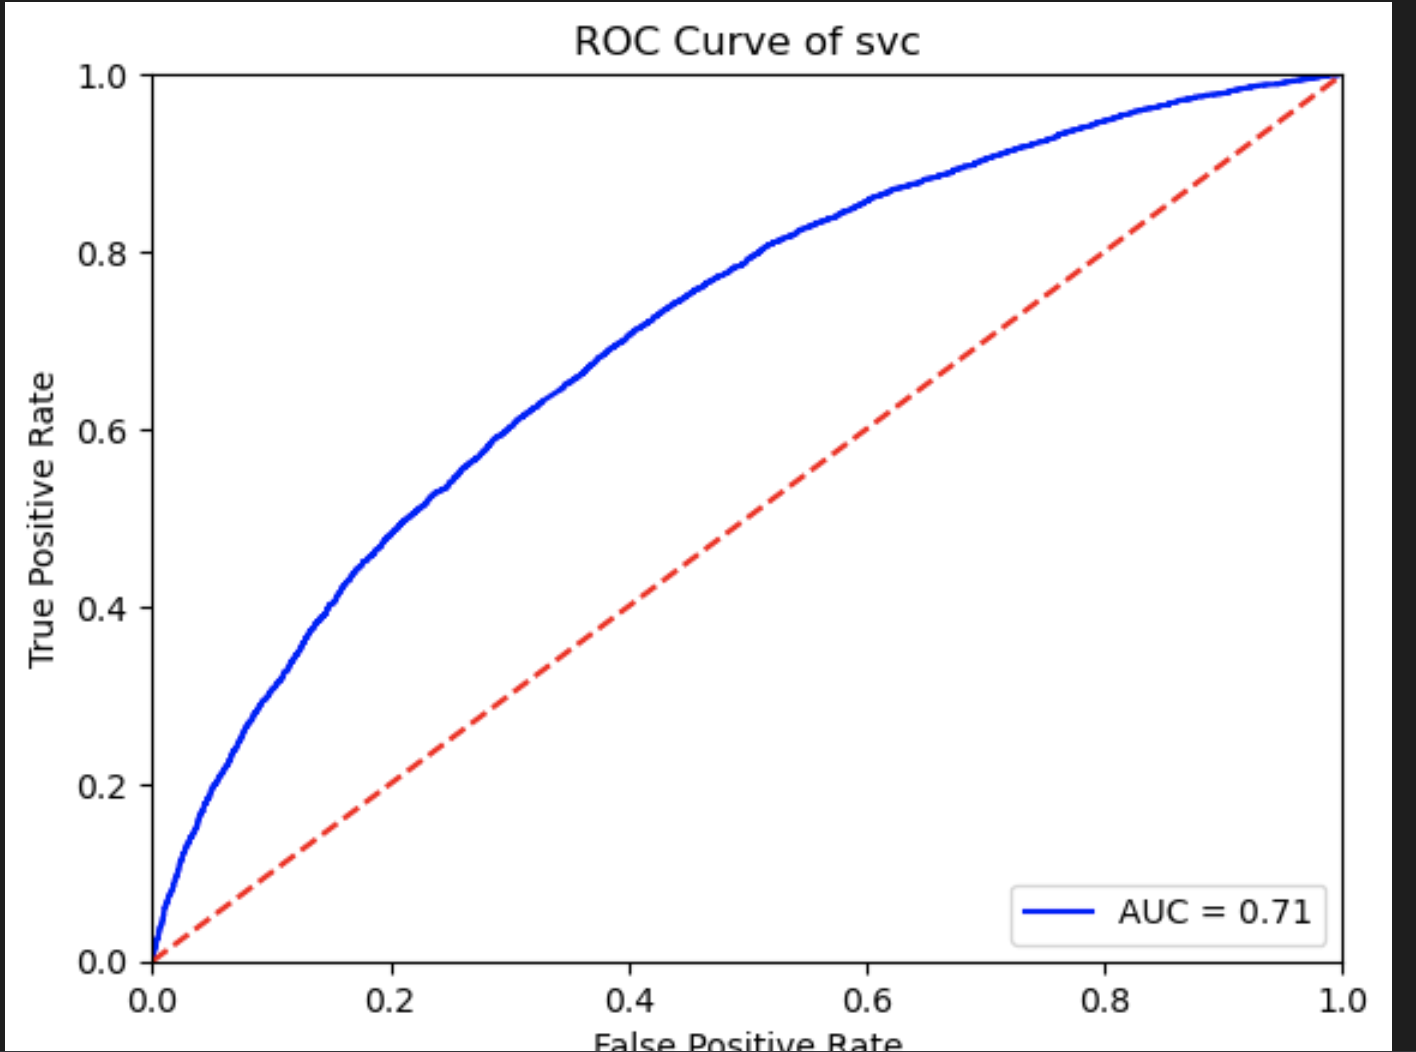 ROC Curve of svc
1.0
0.8
0.6
0.4
0.2
0.0
True Positive Rate
AUC = 0.71
0.0 0.2 0.4 0.6 0.8 1.0
False Positive Rate